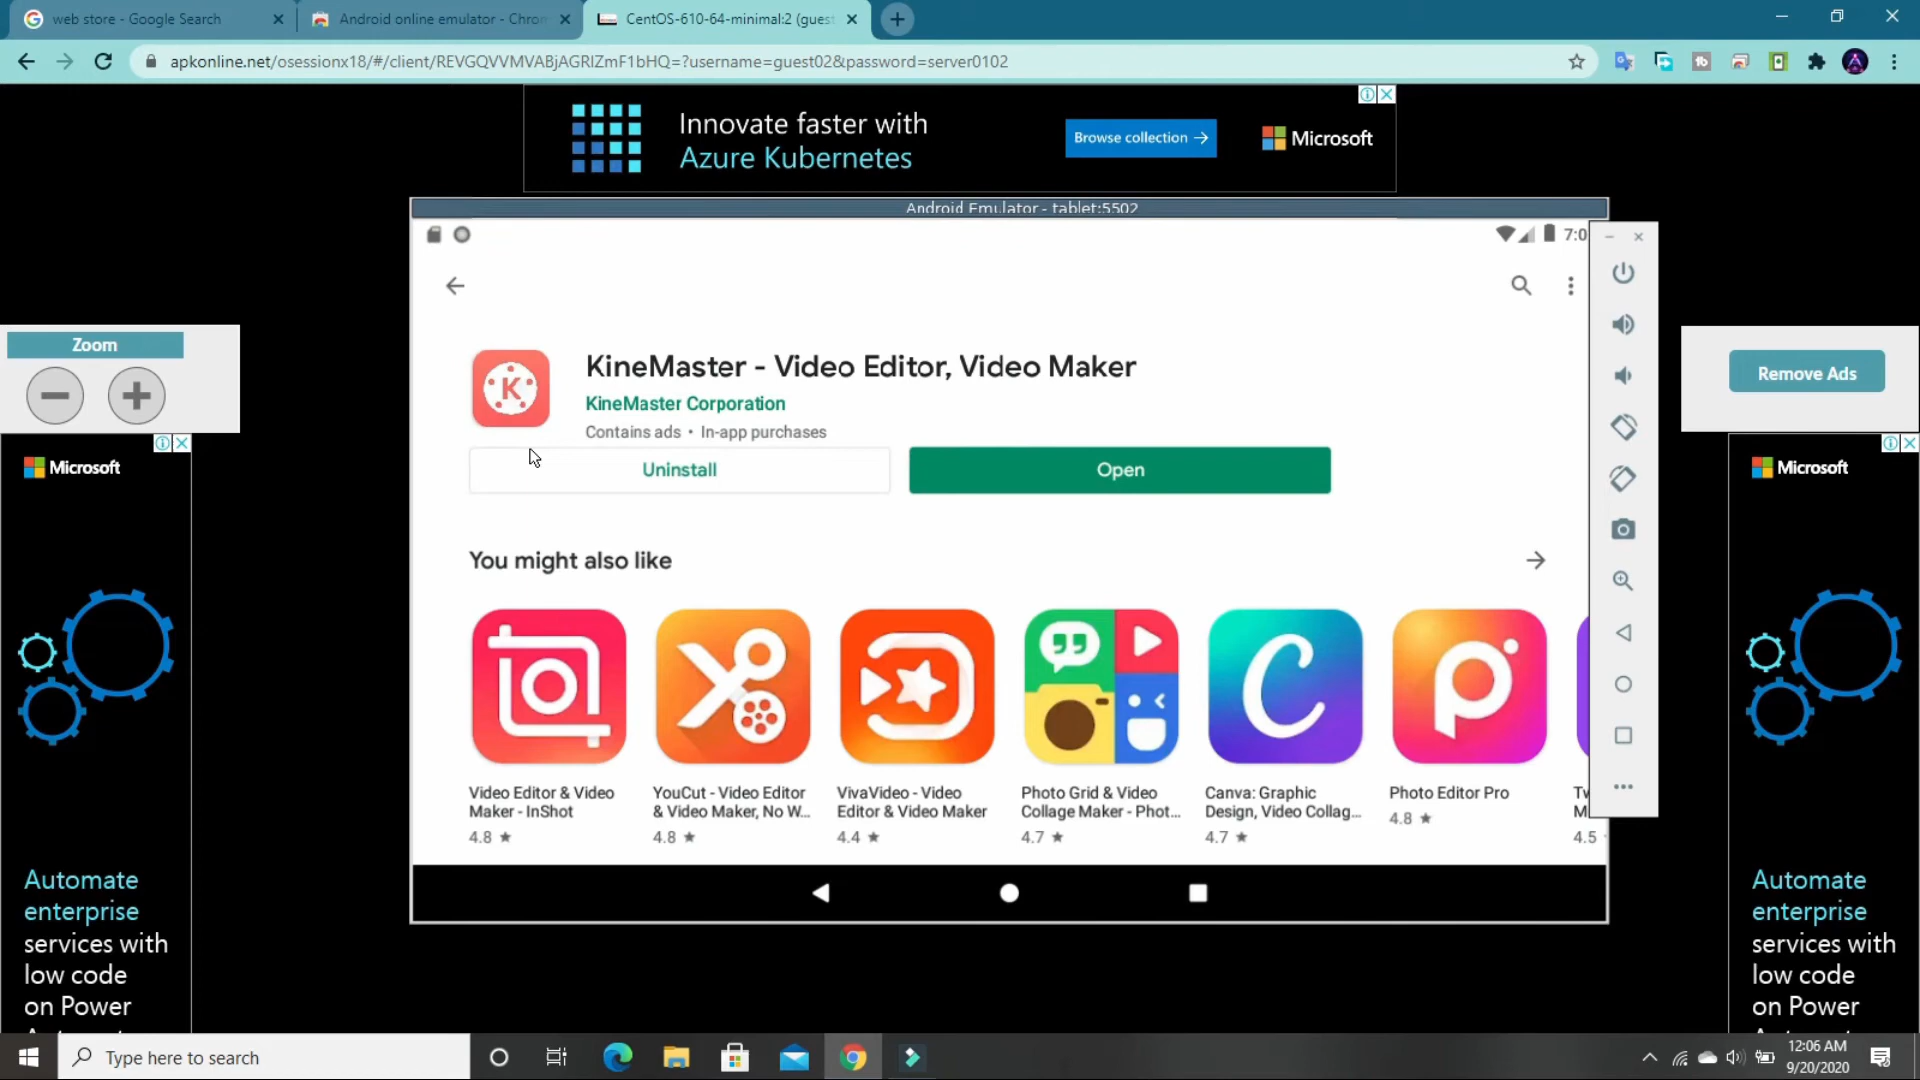 web store - Google Search
Android online emulator - Chrom
CentOS-610-64-minimal:2 (guest
apkonline.net/osessionx18/#/client/REVGQVVMVABjAGRlZmF1bHQ=?username=guest02&password=server0102
Innovate faster with
Azure Kubernetes
Browse collection →
Microsoft
Android Emulator - tablet:5502
7:0
KineMaster - Video Editor, Video Maker
KineMaster Corporation
Contains ads • In-app purchases
Uninstall
Open
Zoom
Remove Ads
Microsoft
Microsoft
You might also like
Video Editor & Video
Maker - InShot
4.8 ★
YouCut - Video Editor
& Video Maker, No W...
4.8 ★
VivaVideo - Video
Editor & Video Maker
4.4 ★
Photo Grid & Video
Collage Maker - Phot...
4.7 ★
Canva: Graphic
Design, Video Collag...
4.7 ★
Photo Editor Pro
4.8 ★
4.5
Automate
enterprise
services with
low code
on Power
Automate
enterprise
services with
low code
on Power
Type here to search
12:06 AM
9/20/2020